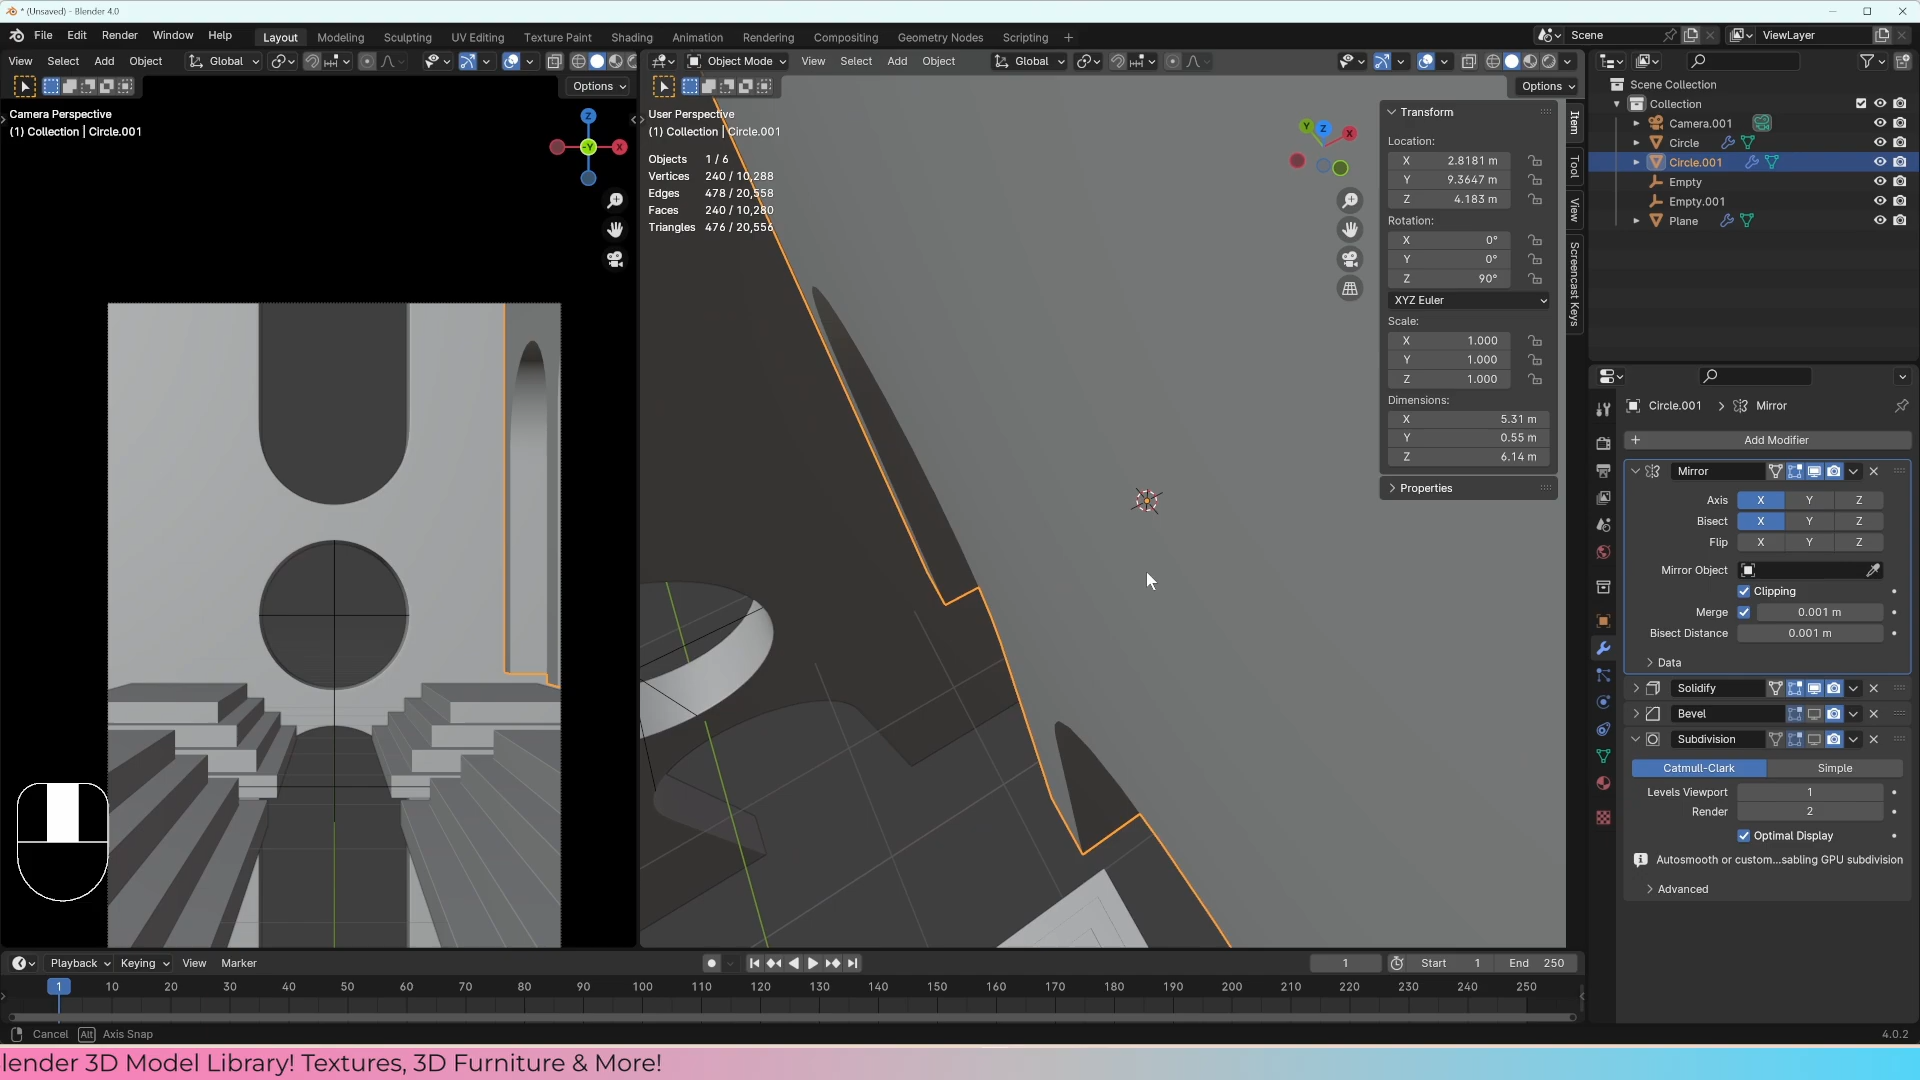 * (Unsaved) - Blender 4.0
File Edit Render Window Help
Layout Modeling Sculpting UV Editing Texture Paint Shading Animation Rendering Compositing Geometry Nodes Scripting +
Scene
ViewLayer
View Select Add Object
Global
Object Mode
View Select Add Object
Global
Options
Options
Camera Perspective
(1) Collection | Circle.001
Z
-Y
X
User Perspective
(1) Collection | Circle.001
Objects 1 / 6
Vertices 240 / 10,288
Edges 478 / 20,558
Faces 240 / 10,280
Triangles 476 / 20,556
Y
Z
X
Transform
Location:
X 2.8181 m
Y 9.3647 m
Z 4.183 m
Rotation:
X 0°
Y 0°
Z 90°
XYZ Euler
Scale:
X 1.000
Y 1.000
Z 1.000
Dimensions:
X 5.31 m
Y 0.55 m
Z 6.14 m
Properties
Item
Tool
View
Screencast Keys
Scene Collection
Collection
Camera.001
Circle
Circle.001
Empty
Empty.001
Plane
Circle.001 > Mirror
Add Modifier
Mirror
Axis X Y Z
Bisect X Y Z
Flip X Y Z
Mirror Object
Clipping
Merge 0.001 m
Bisect Distance 0.001 m
Data
Solidify
Bevel
Subdivision
Catmull-Clark Simple
Levels Viewport 1
Render 2
Optimal Display
Autosmooth or custom...sabling GPU subdivision
Advanced
Playback Keying View Marker
1
Start 1 End 250
1 10 20 30 40 50 60 70 80 90 100 110 120 130 140 150 160 170 180 190 200 210 220 230 240 250
Cancel Alt Axis Snap
4.0.2
lender 3D Model Library! Textures, 3D Furniture & More!